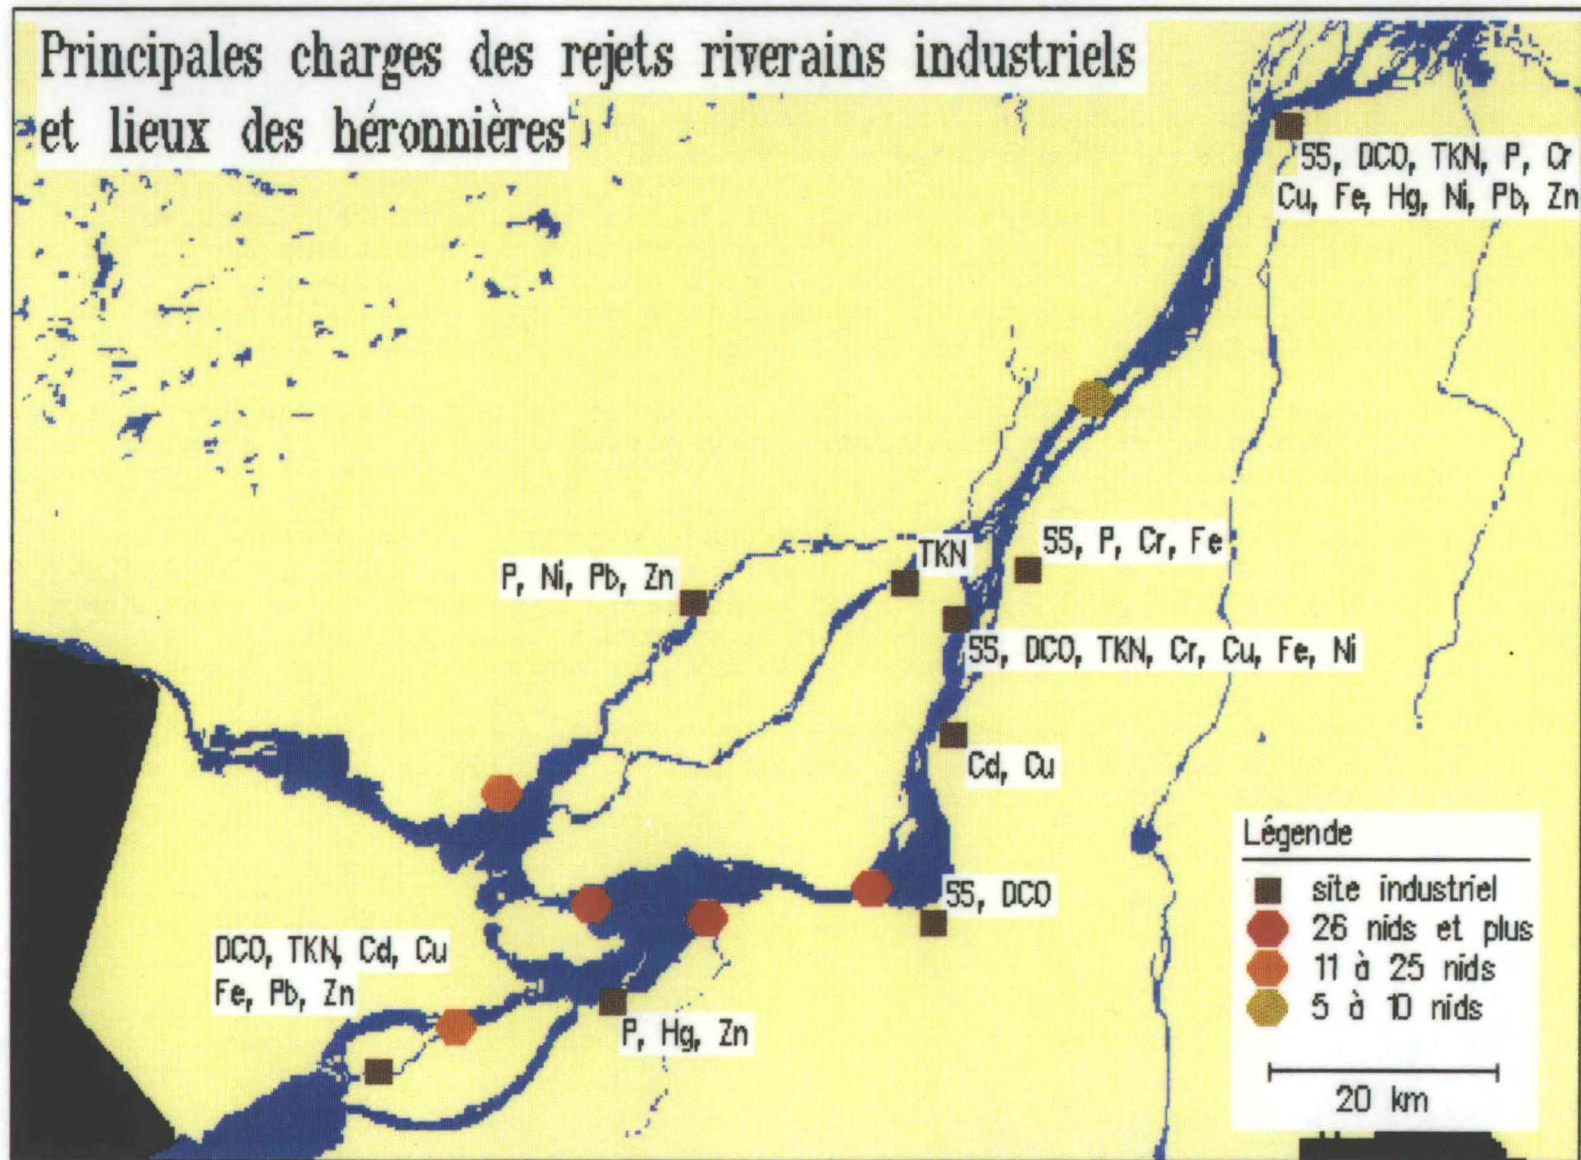 Principales charges des rejets riverains industriels
et lieux des héronnières
SS, DCO, TKN, P, Cr
Cu, Fe, Hg, Ni, Pb, Zn
TKN
SS, P, Cr, Fe
P, Ni, Pb, Zn
SS, DCO, TKN, Cr, Cu, Fe, Ni
Cd, Cu
SS, DCO
DCO, TKN, Cd, Cu
Fe, Pb, Zn
P, Hg, Zn
Légende
site industriel
26 nids et plus
11 à 25 nids
5 à 10 nids
20 km